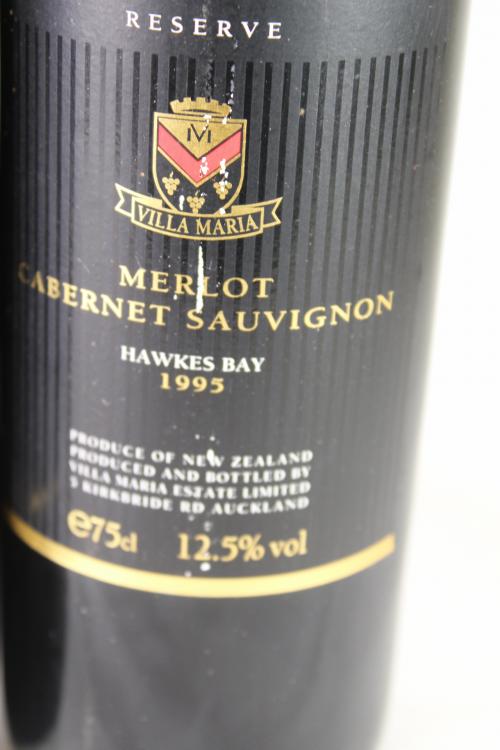 RESERVE
VM
VILLA MARIA
MERLOT
CABERNET SAUVIGNON
HAWKES BAY
1995
PRODUCE OF NEW ZEALAND
PRODUCED AND BOTTLED BY
VILLA MARIA ESTATE LIMITED
5 KIRKBRIDE RD AUCKLAND
℮75cl 12.5% vol